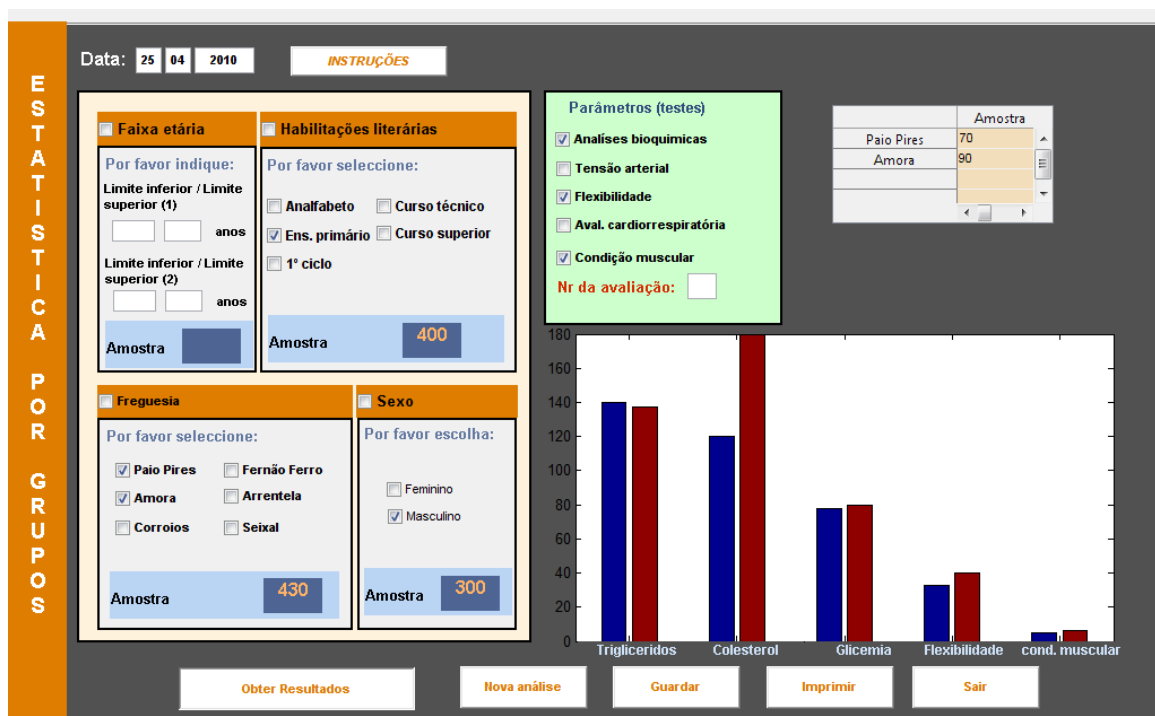 ESTATISTICA POR GRUPOS
Data: 25 04 2010
INSTRUÇÕES
Faixa etária
Por favor indique:
Limite inferior / Limite
superior (1)
anos
Limite inferior / Limite
superior (2)
anos
Amostra
Habilitações literárias
Por favor seleccione:
Analfabeto Curso técnico
Ens. primário Curso superior
1º ciclo
Amostra 400
Freguesia
Por favor seleccione:
Paio Pires Fernão Ferro
Amora Arrentela
Corroios Seixal
Amostra 430
Sexo
Por favor escolha:
Feminino
Masculino
Amostra 300
Parâmetros (testes)
Analíses bioquimicas
Tensão arterial
Flexibilidade
Aval. cardiorrespiratória
Condição muscular
Nr da avaliação:
Amostra
Paio Pires 70
Amora 90
180
160
140
120
100
80
60
40
20
0
Trigliceridos Colesterol Glicemia Flexibilidade cond. muscular
Obter Resultados Nova análise Guardar Imprimir Sair